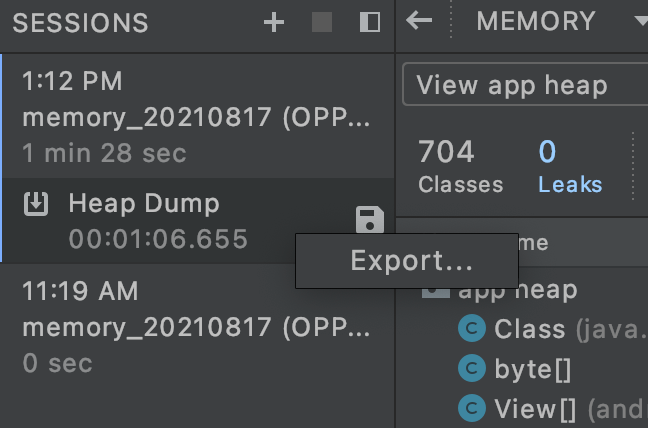 SESSIONS
1:12 PM
memory_20210817 (OPP...
1 min 28 sec
Heap Dump
00:01:06.655
Export...
11:19 AM
memory_20210817 (OPP...
0 sec
MEMORY
View app heap
704
Classes
0
Leaks
me
app heap
C Class (java.
C byte[]
C View[] (and